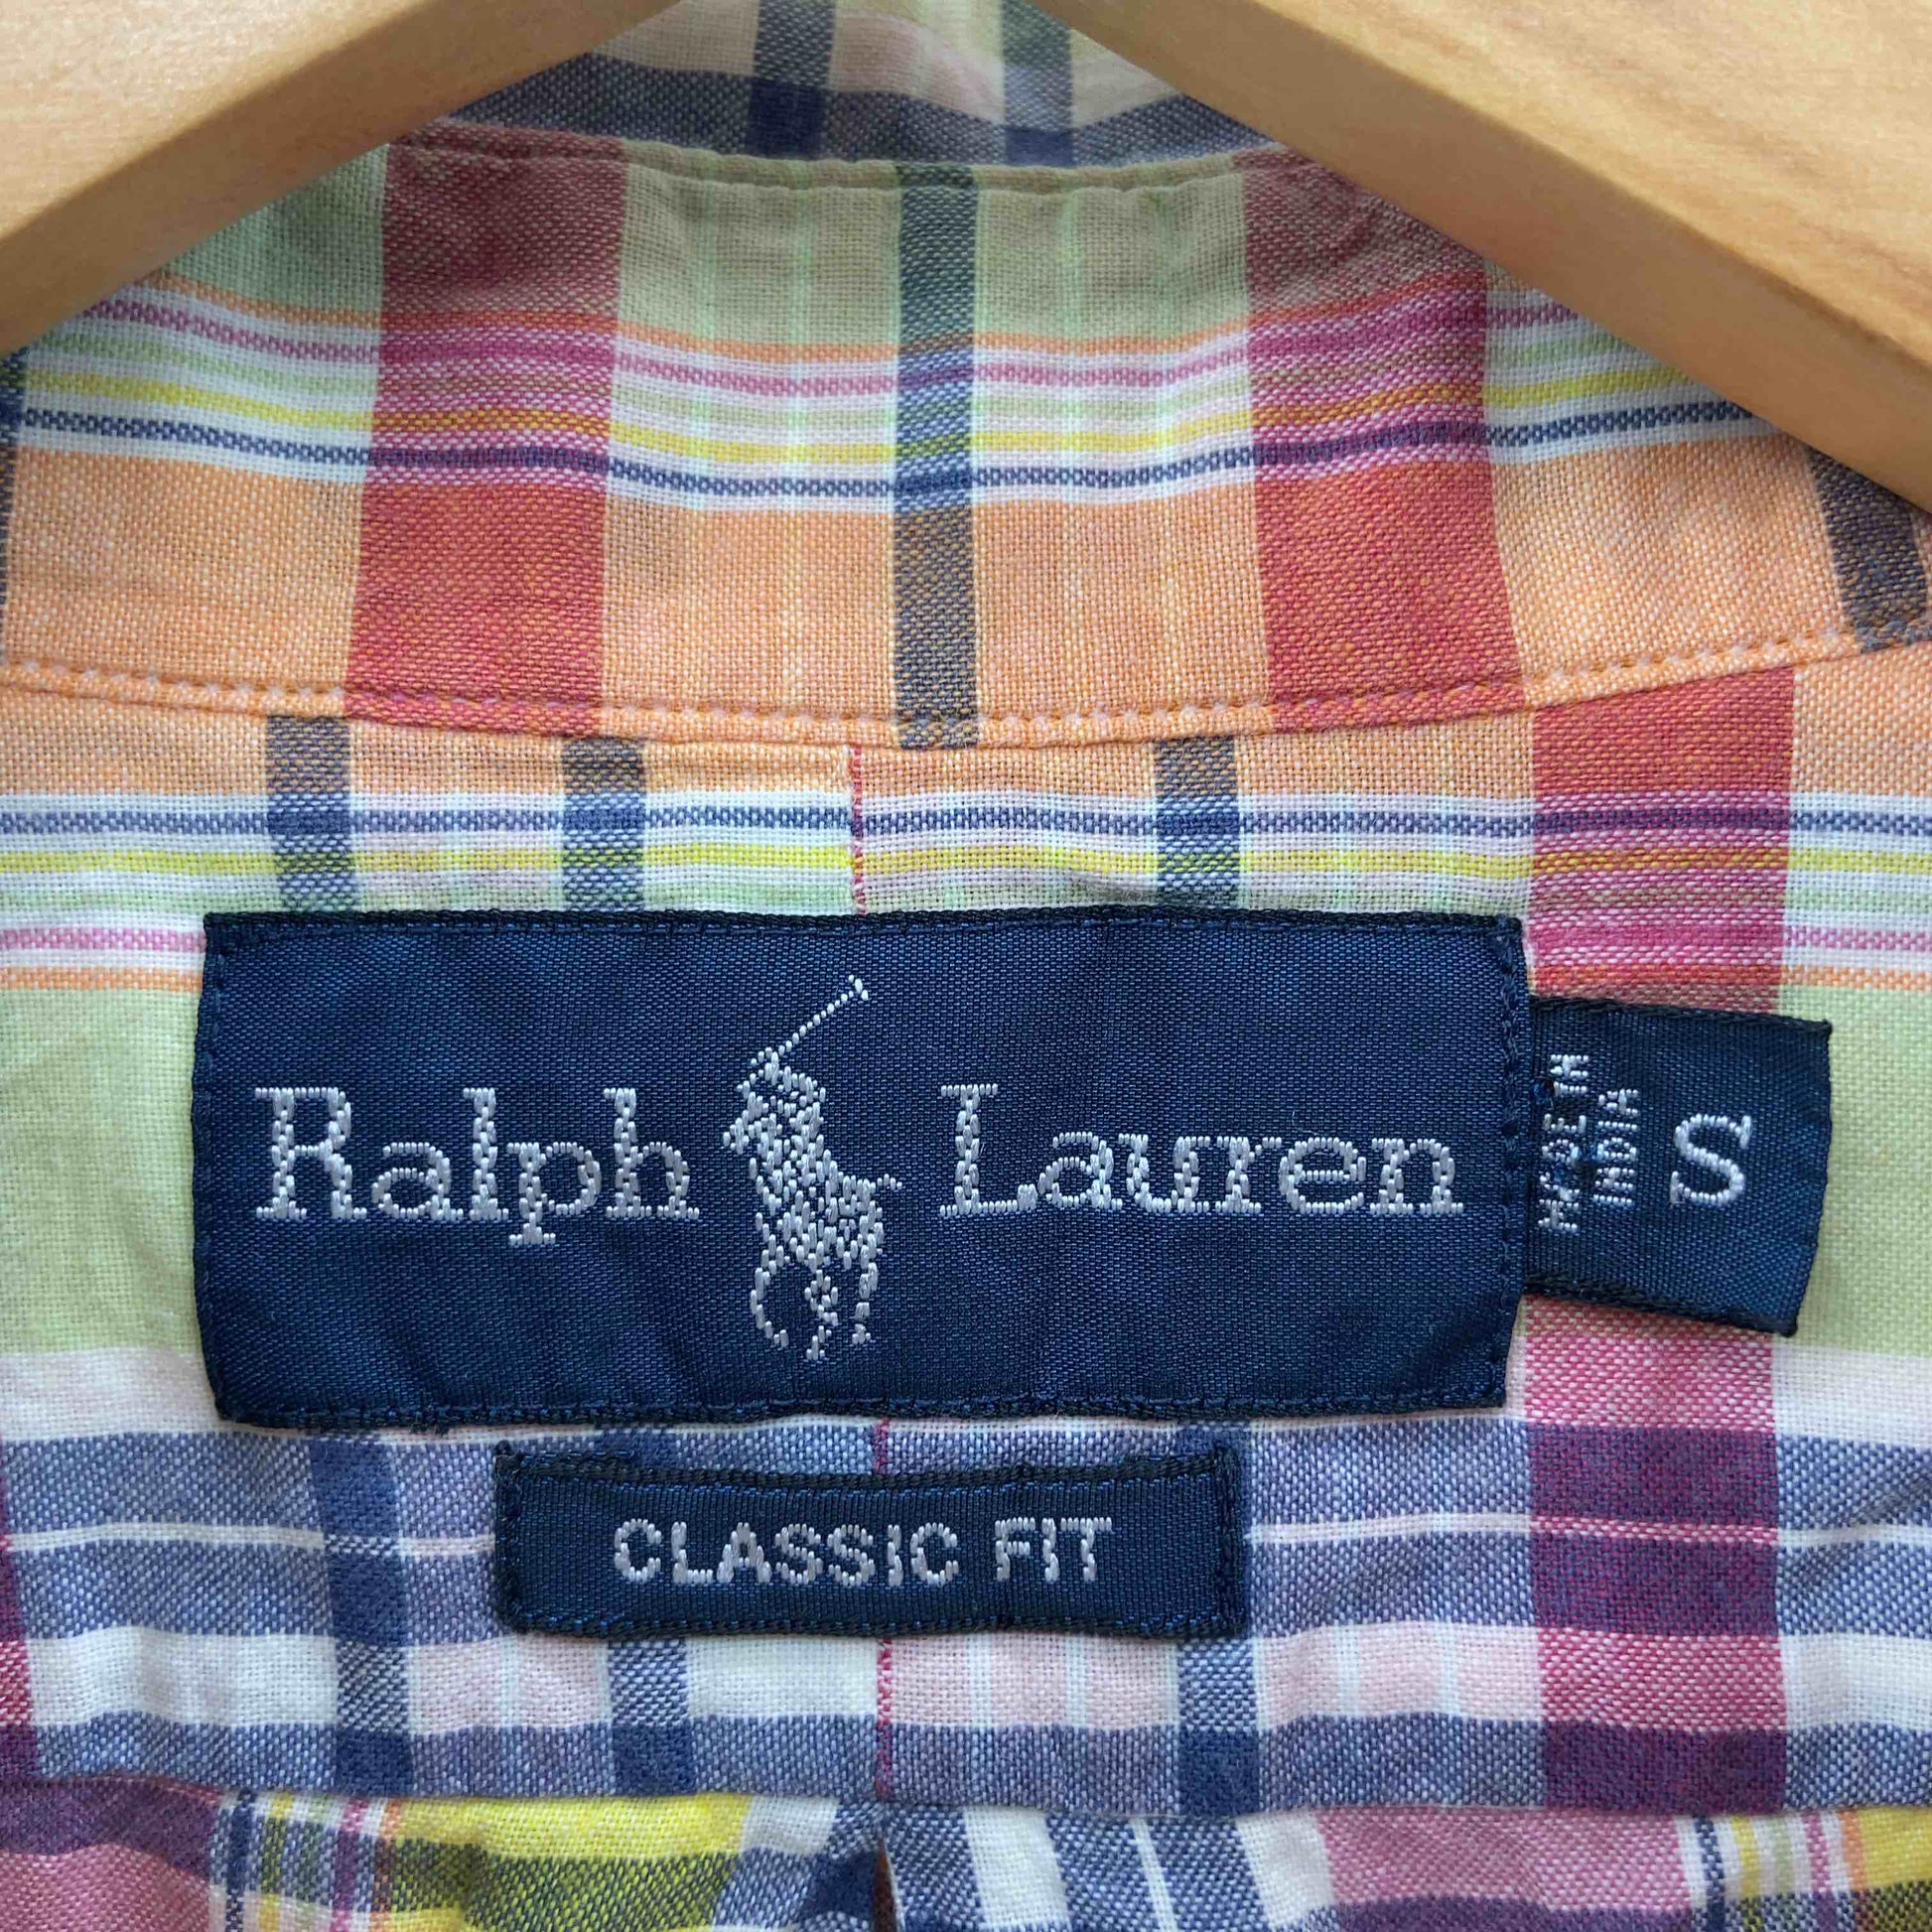 Ralph Lauren
MADE IN
INDIA
S
CLASSIC FIT